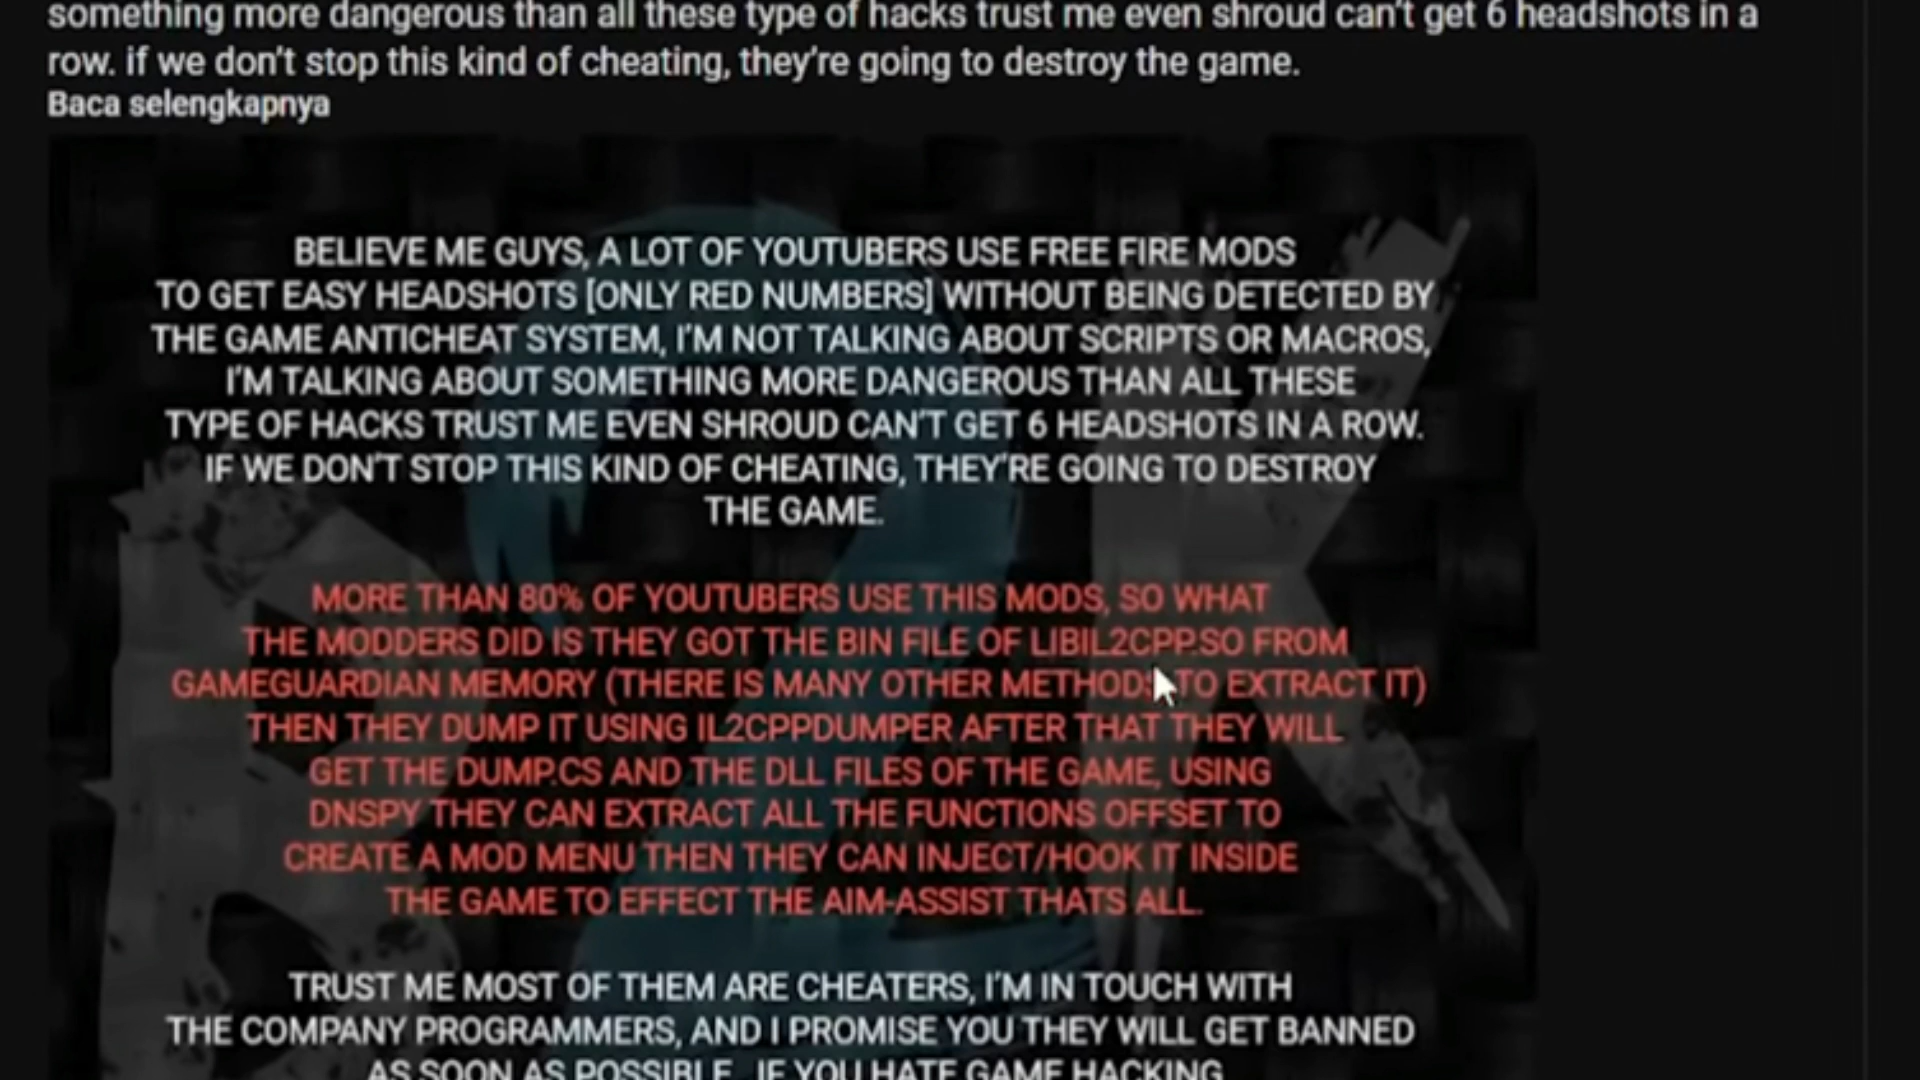 something more dangerous than all these type of hacks trust me even shroud can't get 6 headshots in a
row. if we don't stop this kind of cheating, they're going to destroy the game.
Baca selengkapnya
BELIEVE ME GUYS, A LOT OF YOUTUBERS USE FREE FIRE MODS
TO GET EASY HEADSHOTS [ONLY RED NUMBERS] WITHOUT BEING DETECTED BY
THE GAME ANTICHEAT SYSTEM, I'M NOT TALKING ABOUT SCRIPTS OR MACROS,
I'M TALKING ABOUT SOMETHING MORE DANGEROUS THAN ALL THESE
TYPE OF HACKS TRUST ME EVEN SHROUD CAN'T GET 6 HEADSHOTS IN A ROW.
IF WE DON'T STOP THIS KIND OF CHEATING, THEY'RE GOING TO DESTROY
THE GAME.
MORE THAN 80% OF YOUTUBERS USE THIS MODS, SO WHAT
THE MODDERS DID IS THEY GOT THE BIN FILE OF LIBIL2CPP.SO FROM
GAMEGUARDIAN MEMORY (THERE IS MANY OTHER METHODS TO EXTRACT IT)
THEN THEY DUMP IT USING IL2CPPDUMPER AFTER THAT THEY WILL
GET THE DUMP.CS AND THE DLL FILES OF THE GAME, USING
DNSPY THEY CAN EXTRACT ALL THE FUNCTIONS OFFSET TO
CREATE A MOD MENU THEN THEY CAN INJECT/HOOK IT INSIDE
THE GAME TO EFFECT THE AIM-ASSIST THATS ALL.
TRUST ME MOST OF THEM ARE CHEATERS, I'M IN TOUCH WITH
THE COMPANY PROGRAMMERS, AND I PROMISE YOU THEY WILL GET BANNED
AS SOON AS POSSIBLE. IF YOU HATE GAME HACKING